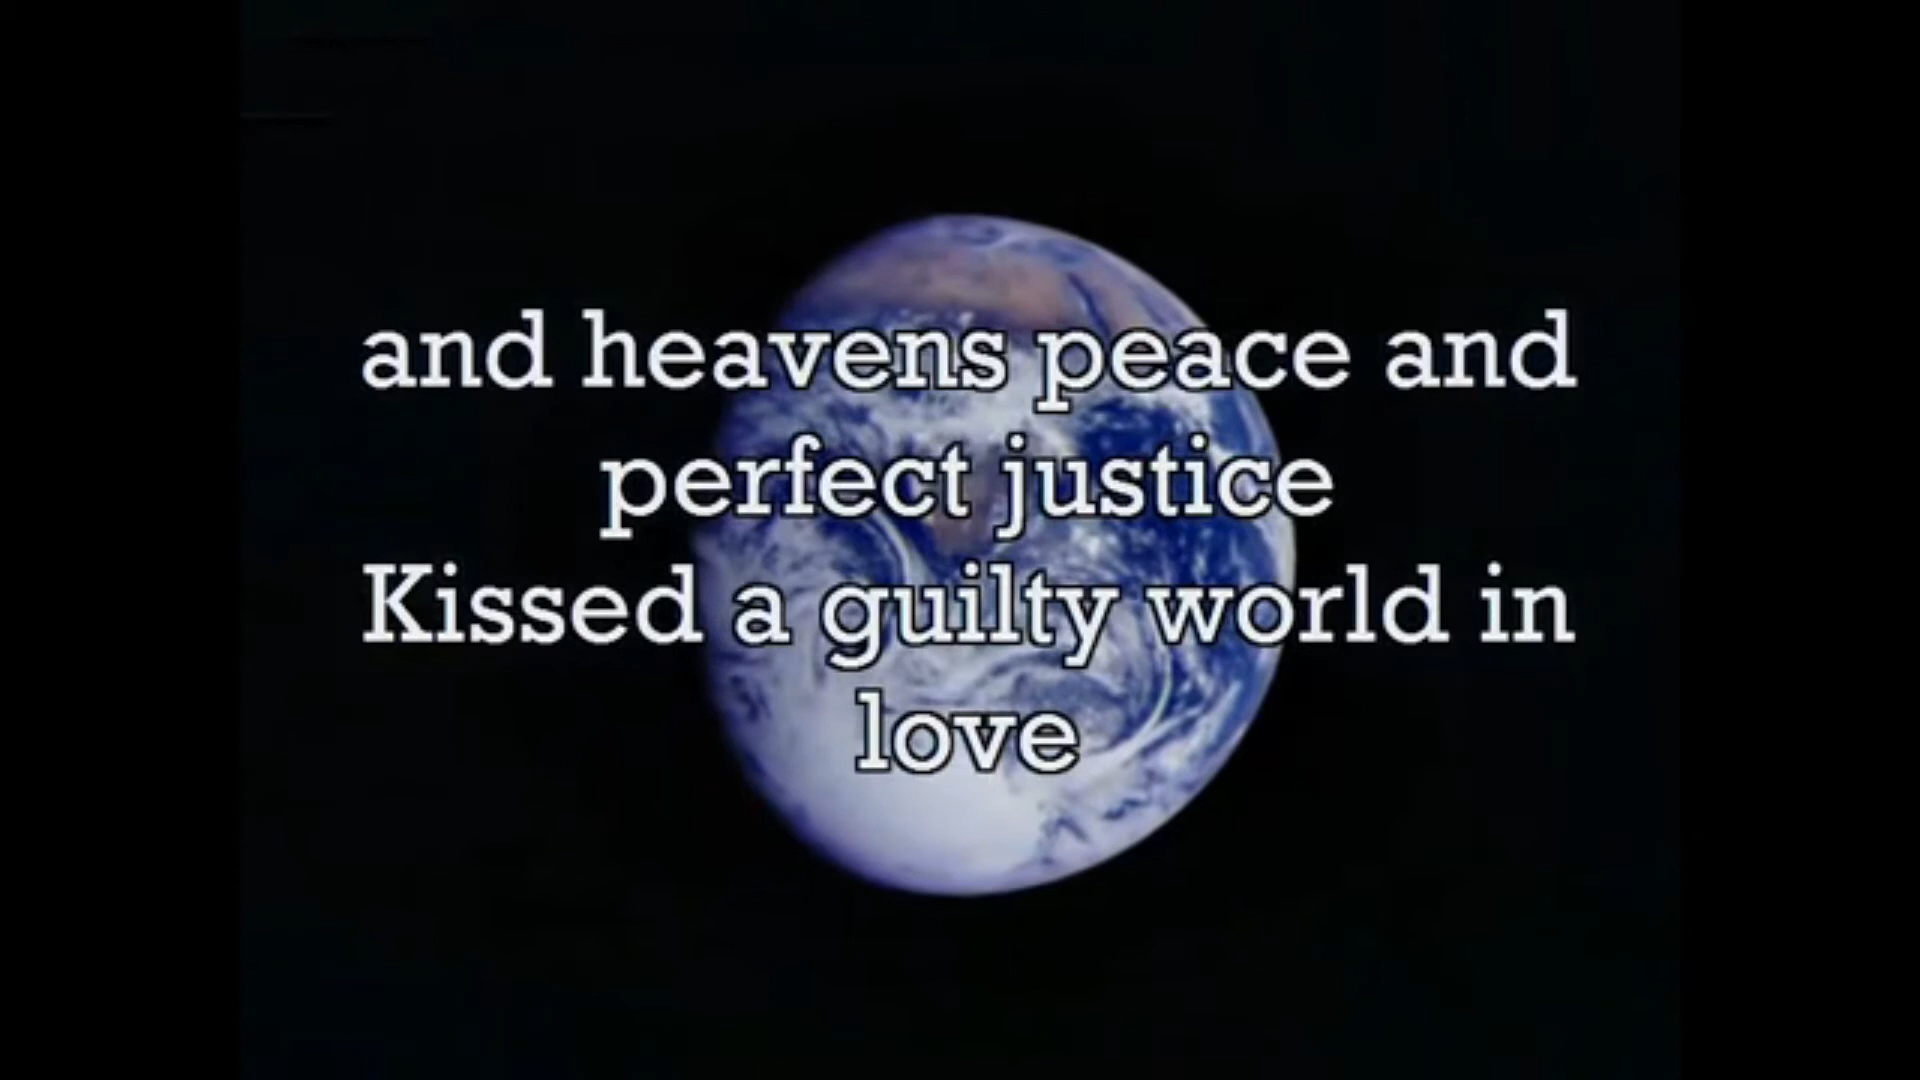 and heavens peace and
perfect justice
Kissed a guilty world in
love